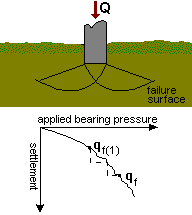 Q
failure
surface
applied bearing pressure
settlement
qf(1)
qf